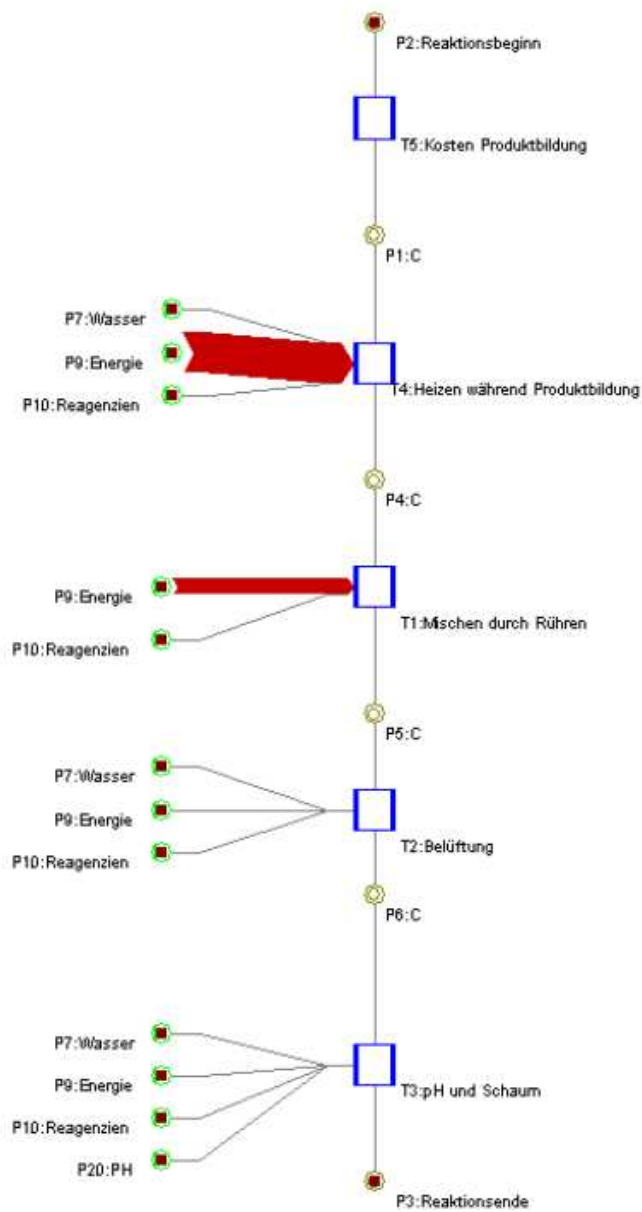 P2:Reaktionsbeginn
T5:Kosten Produktbildung
P1:C
P7:Wasser
P9:Energie
T4:Heizen während Produktbildung
P10:Reagenzien
P4:C
P9:Energie
T1:Mischen durch Rühren
P10:Reagenzien
P5:C
P7:Wasser
P9:Energie
T2:Belüftung
P10:Reagenzien
P6:C
P7:Wasser
P9:Energie
T3:pH und Schaum
P10:Reagenzien
P20:PH
P3:Reaktionsende